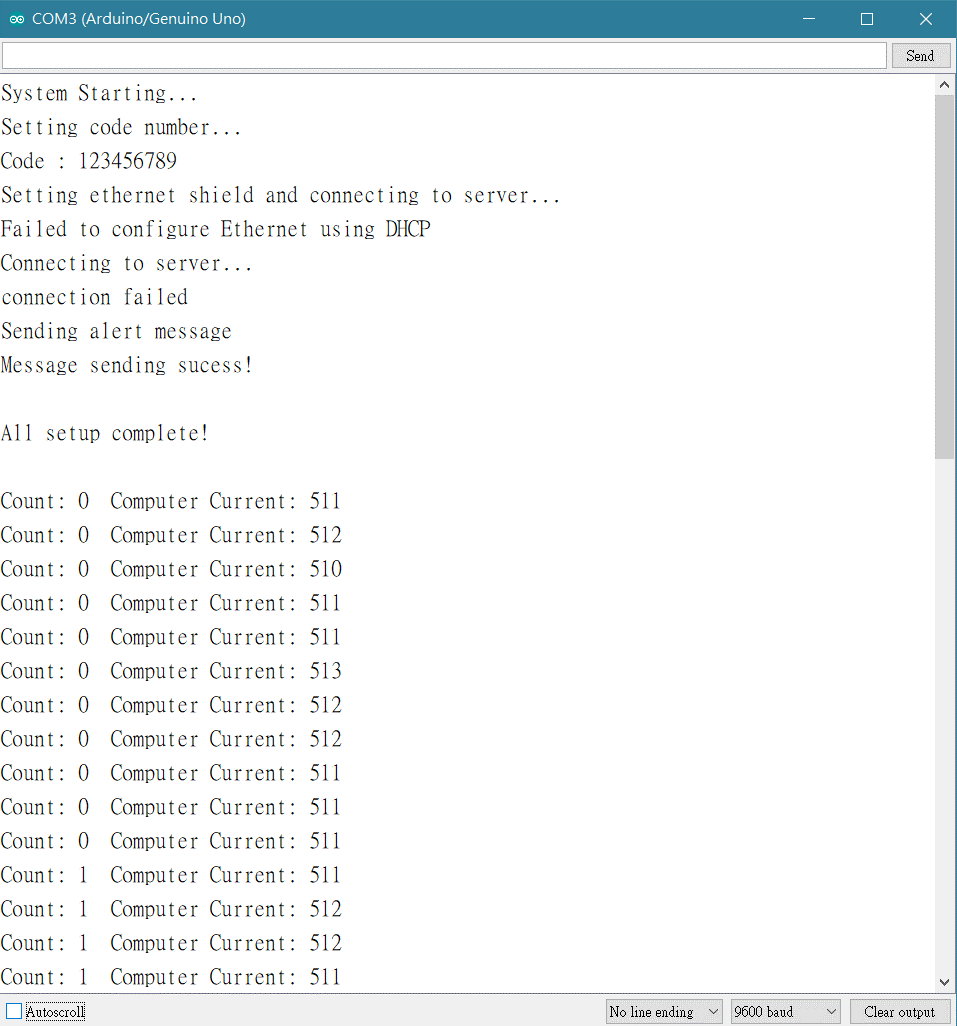 COM3 (Arduino/Genuino Uno)
Send
System Starting...
Setting code number...
Code : 123456789
Setting ethernet shield and connecting to server...
Failed to configure Ethernet using DHCP
Connecting to server...
connection failed
Sending alert message
Message sending sucess!
All setup complete!
Count: 0  Computer Current: 511
Count: 0  Computer Current: 512
Count: 0  Computer Current: 510
Count: 0  Computer Current: 511
Count: 0  Computer Current: 511
Count: 0  Computer Current: 513
Count: 0  Computer Current: 512
Count: 0  Computer Current: 512
Count: 0  Computer Current: 511
Count: 0  Computer Current: 511
Count: 0  Computer Current: 511
Count: 1  Computer Current: 511
Count: 1  Computer Current: 512
Count: 1  Computer Current: 512
Count: 1  Computer Current: 511
Autoscroll No line ending 9600 baud Clear output